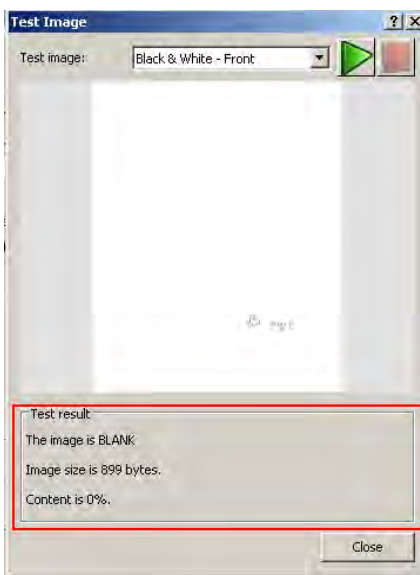 Test Image
Test image: Black & White - Front
Test result
The image is BLANK
Image size is 899 bytes.
Content is 0%.
Close